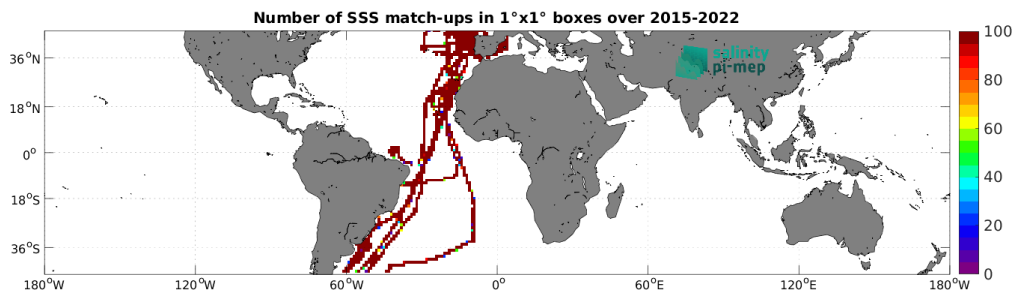 Number of SSS match-ups in 1°x1° boxes over 2015-2022
100
36°N
salinity
pi-mep
80
18°N
60
0°
40
18°S
20
36°S
0
180°W 120°W 60°W 0° 60°E 120°E 180°W